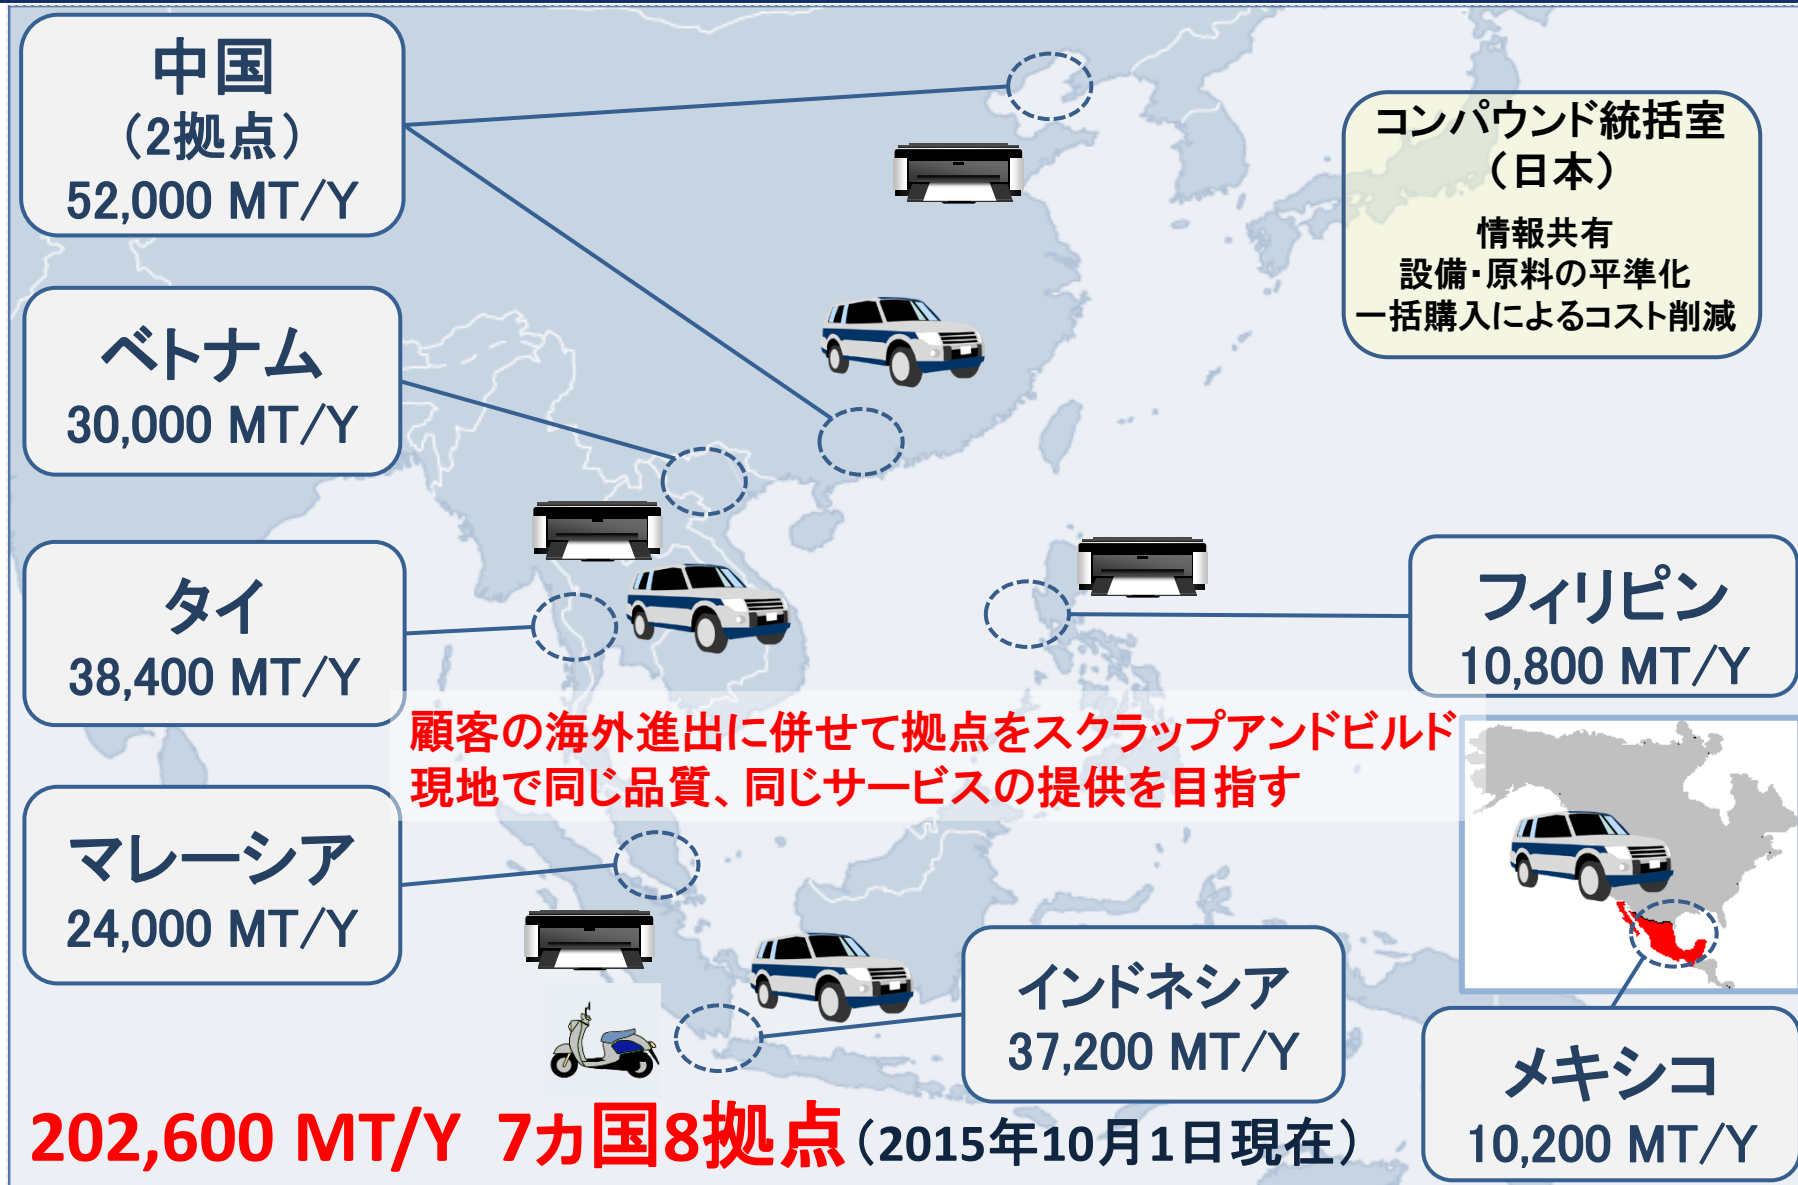 中国
（2拠点）
52,000 MT/Y
コンパウンド統括室
（日本）
情報共有
設備・原料の平準化
一括購入によるコスト削減
ベトナム
30,000 MT/Y
タイ
38,400 MT/Y
フィリピン
10,800 MT/Y
顧客の海外進出に併せて拠点をスクラップアンドビルド
現地で同じ品質、同じサービスの提供を目指す
マレーシア
24,000 MT/Y
インドネシア
37,200 MT/Y
メキシコ
10,200 MT/Y
202,600 MT/Y 7カ国8拠点（2015年10月1日現在）